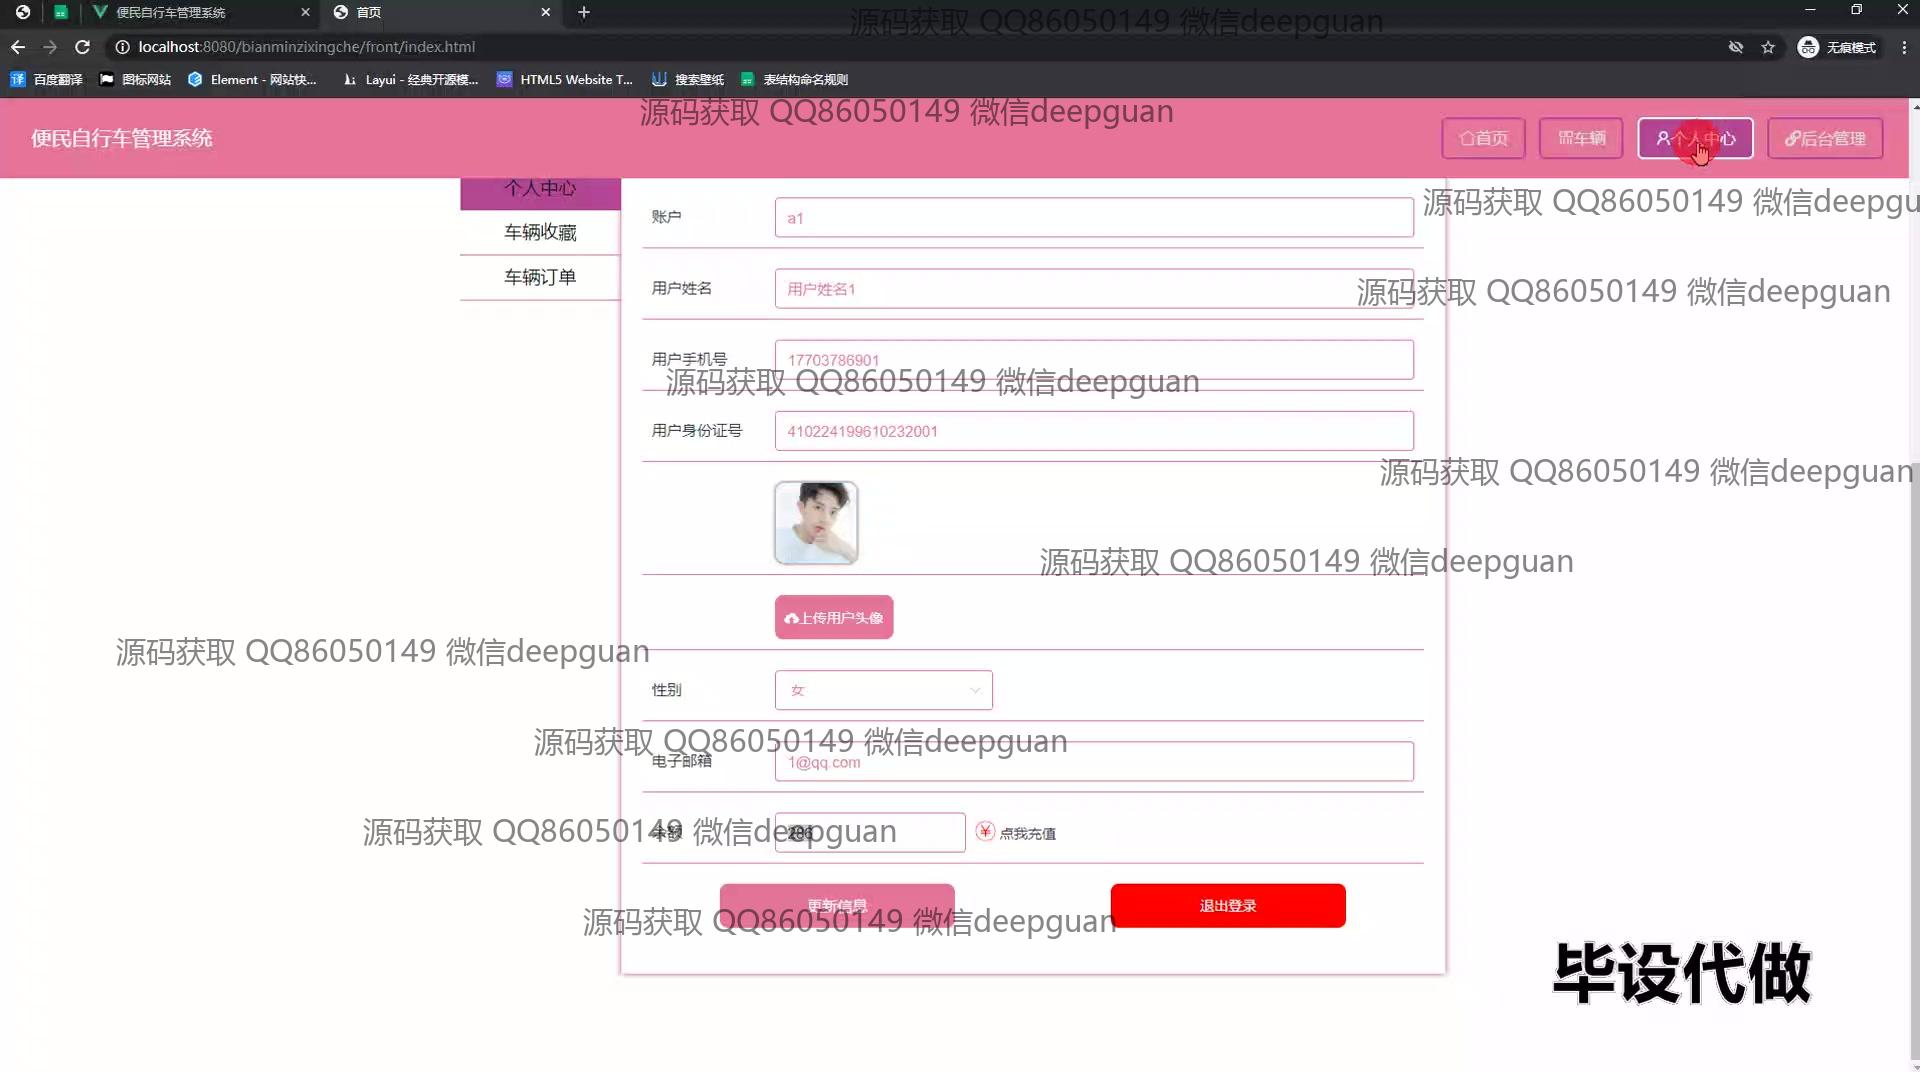 便民自行车管理系统
首页
源码获取 QQ86050149 微信deepguan
localhost:8080/bianminzixingche/front/index.html
无痕模式
百度翻译
图标网站
Element - 网站快...
Layui - 经典开源模...
HTML5 Website T...
搜索壁纸
表结构命名规则
源码获取 QQ86050149 微信deepguan
便民自行车管理系统
首页
车辆
个人中心
后台管理
个人中心
车辆收藏
车辆订单
源码获取 QQ86050149 微信deepgu
账户
a1
用户姓名
用户姓名1
源码获取 QQ86050149 微信deepguan
用户手机号
17703786901
源码获取 QQ86050149 微信deepguan
用户身份证号
410224199610232001
源码获取 QQ86050149 微信deepguan
源码获取 QQ86050149 微信deepguan
上传用户头像
源码获取 QQ86050149 微信deepguan
性别
女
源码获取 QQ86050149 微信deepguan
电子邮箱
1@qq.com
源码获取 QQ86050149 微信deepguan
余额
点我充值
更新信息
退出登录
源码获取 QQ86050149 微信deepguan
毕设代做